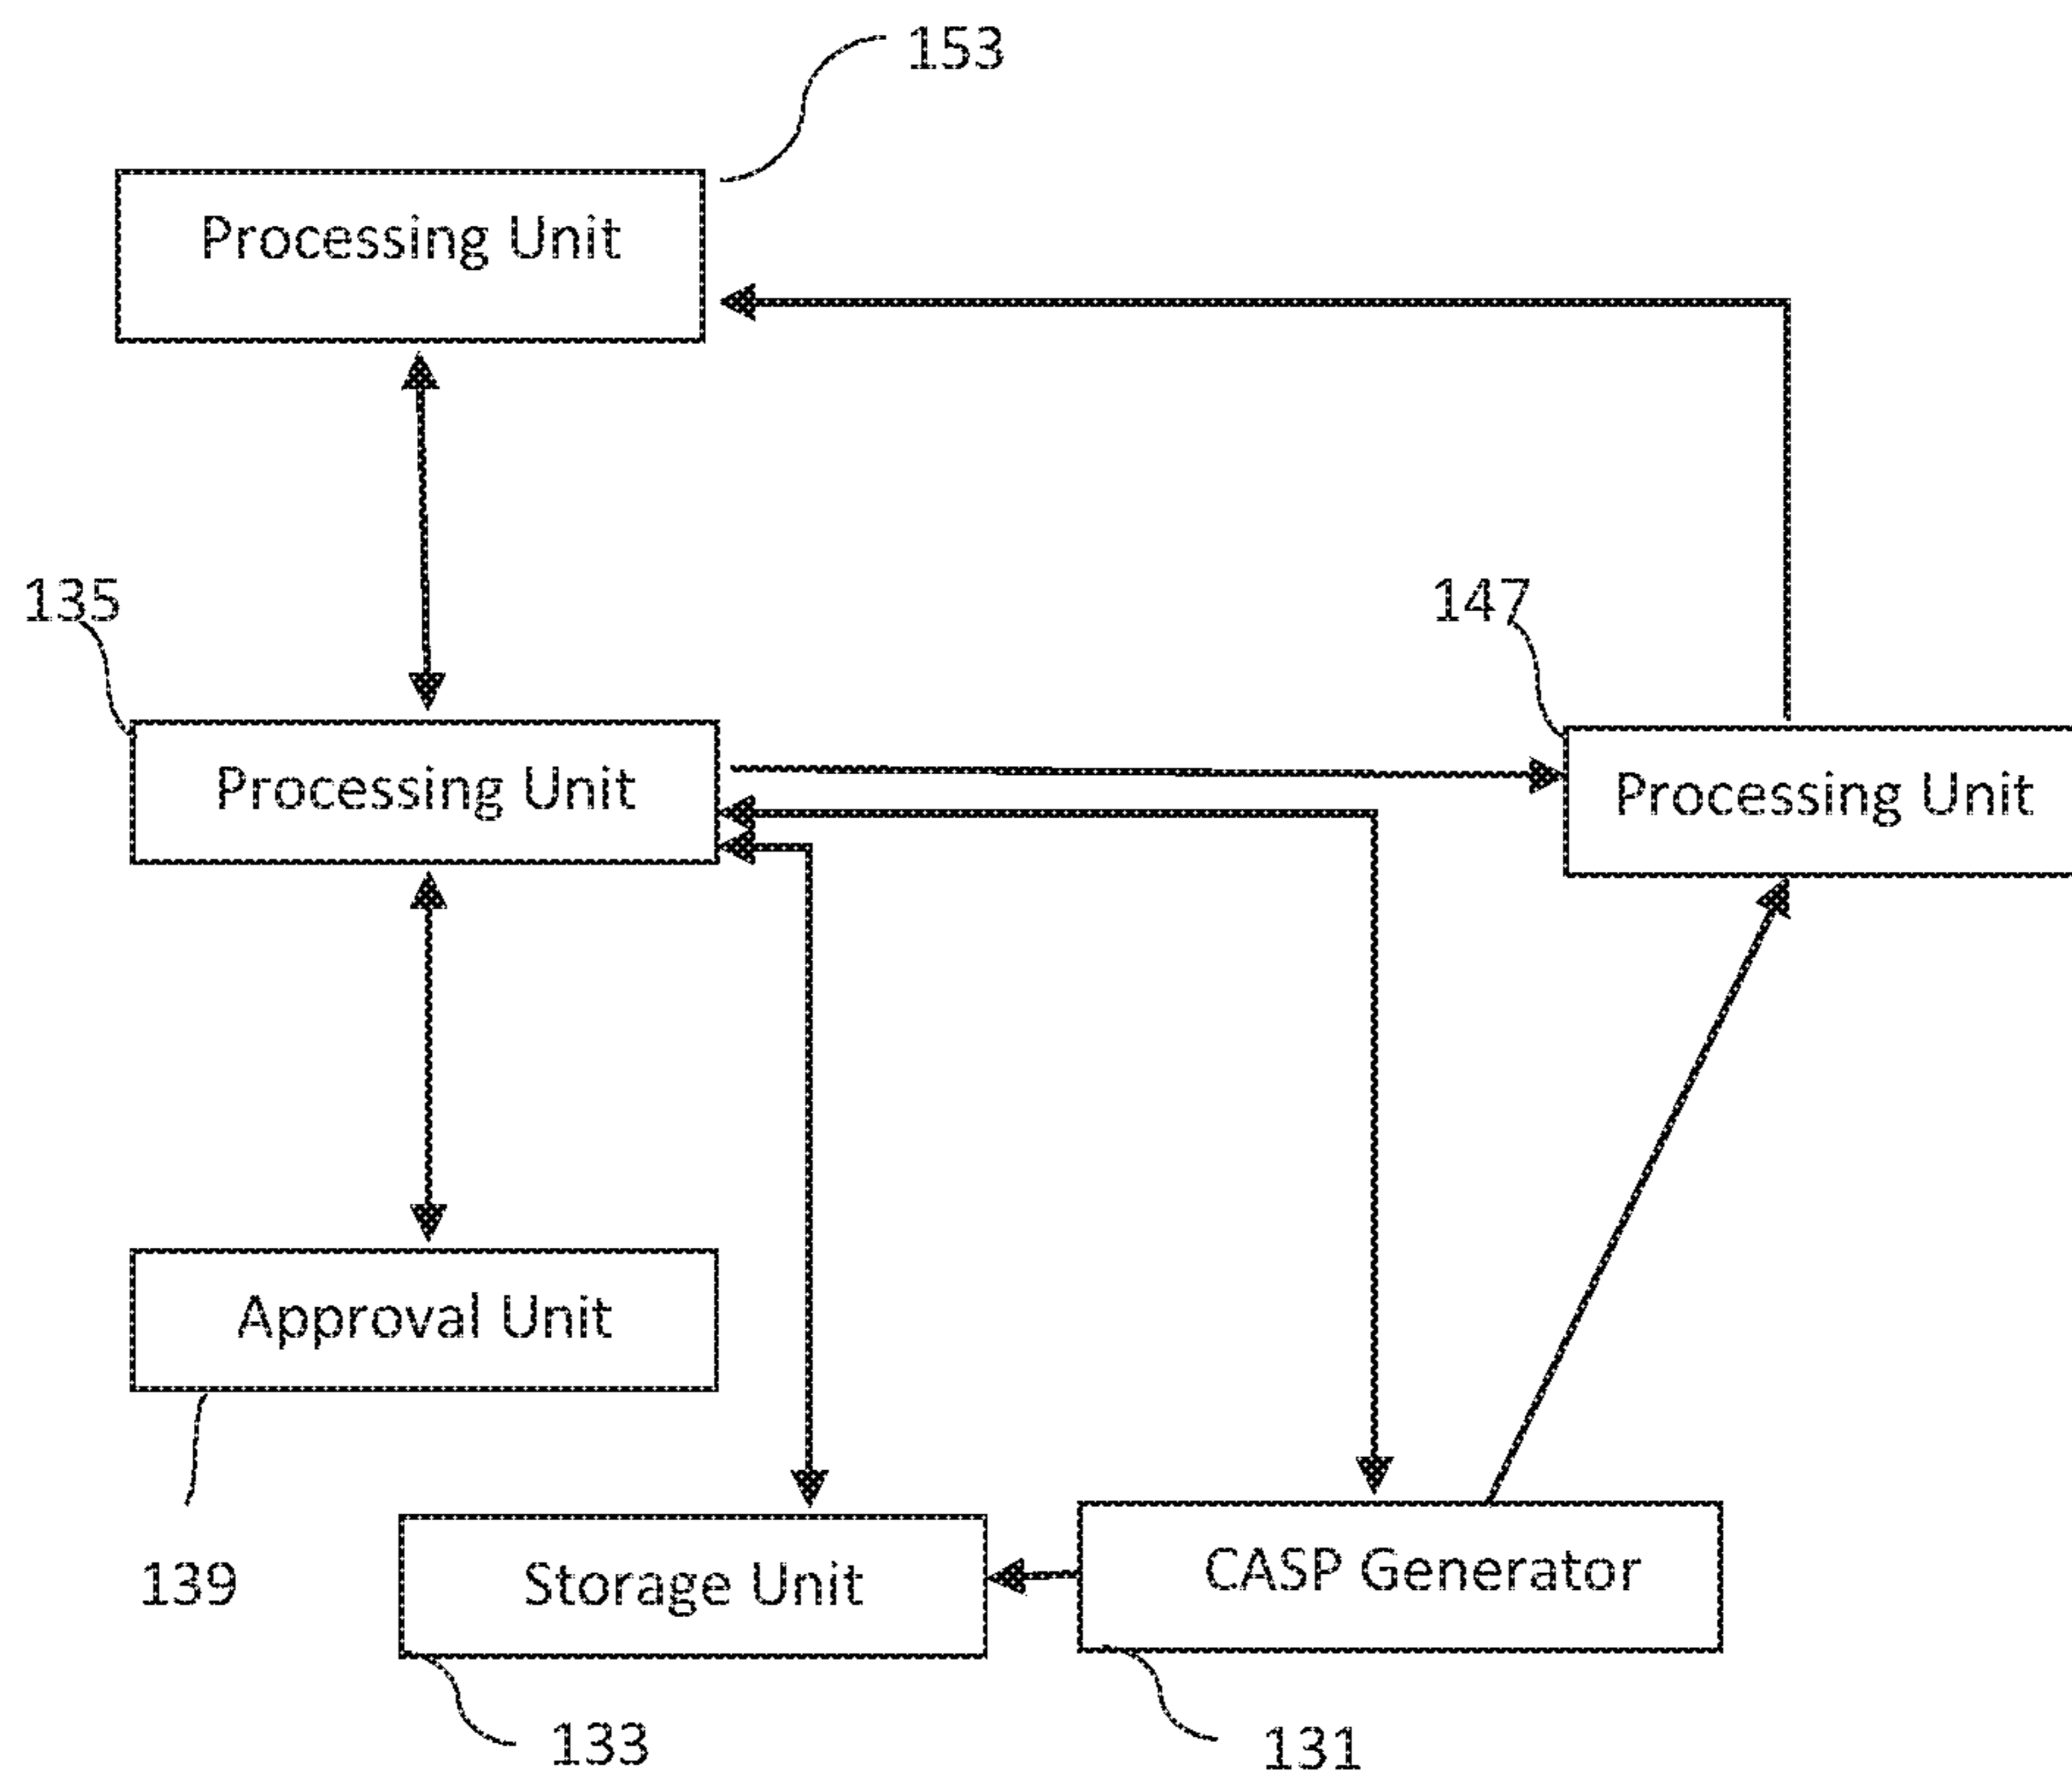 153
Processing Unit
135
147
Processing Unit
Processing Unit
Approval Unit
139
Storage Unit
CASP Generator
133
131